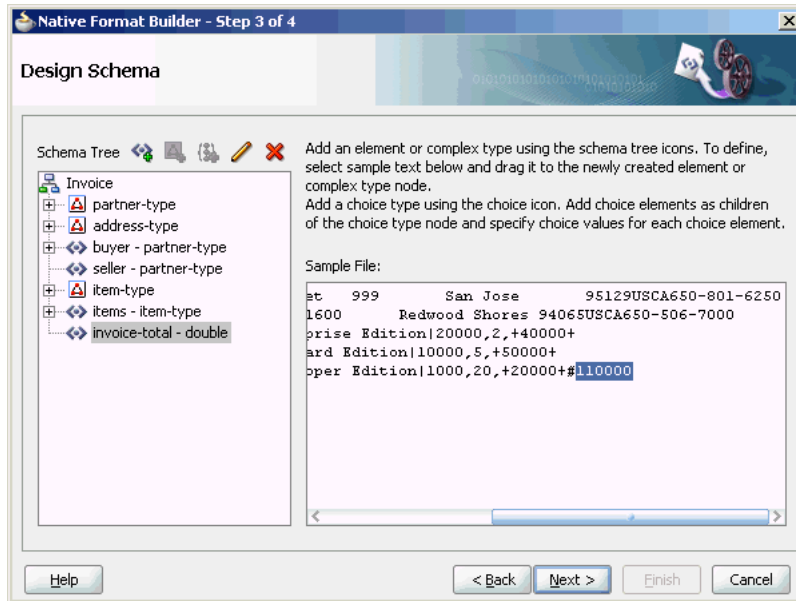 Native Format Builder - Step 3 of 4
Design Schema
Schema Tree
Invoice
partner-type
address-type
buyer - partner-type
seller - partner-type
item-type
items - item-type
invoice-total - double
Add an element or complex type using the schema tree icons. To define,
select sample text below and drag it to the newly created element or
complex type node.
Add a choice type using the choice icon. Add choice elements as children
of the choice type node and specify choice values for each choice element.
Sample File:
et 999 San Jose 95129USCA650-801-6250
1600 Redwood Shores 94065USCA650-506-7000
prise Edition|20000,2,+40000+
ard Edition|10000,5,+50000+
oper Edition|1000,20,+20000+#110000
Help
< Back
Next >
Finish
Cancel